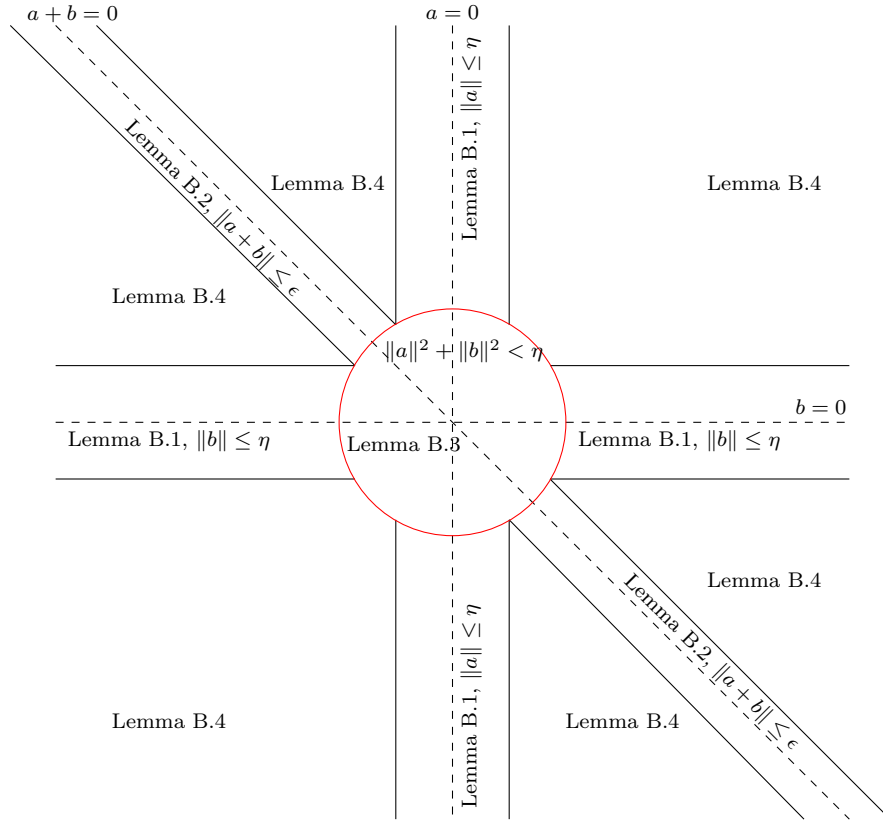 a + b = 0
a = 0
Lemma B.1, ‖a‖ ≤ η
Lemma B.2, ‖a + b‖ ≤ ϵ
Lemma B.4
Lemma B.4
Lemma B.4
‖a‖² + ‖b‖² < η
b = 0
Lemma B.1, ‖b‖ ≤ η
Lemma B.3
Lemma B.1, ‖b‖ ≤ η
Lemma B.4
Lemma B.2, ‖a + b‖ ≤ ϵ
Lemma B.1, ‖a‖ ≤ η
Lemma B.4
Lemma B.4